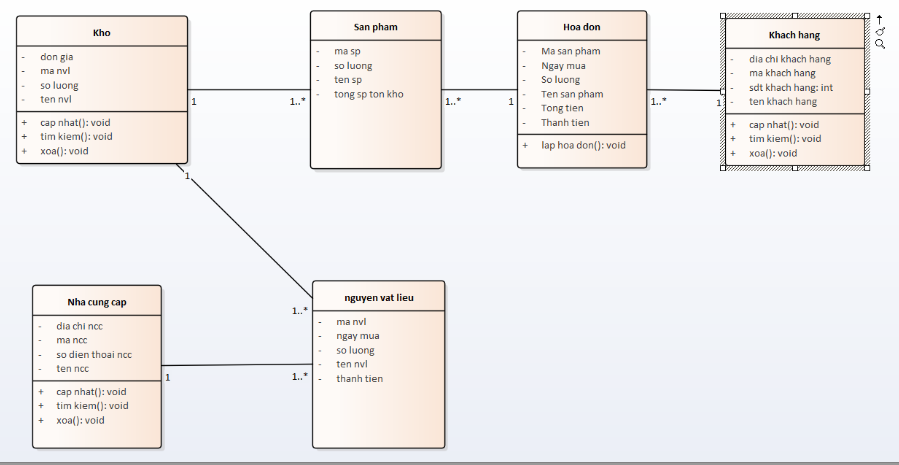 Kho
- don gia
- ma nvl
- so luong
- ten nvl
+ cap nhat(): void
+ tim kiem(): void
+ xoa(): void
San pham
- ma sp
- so luong
- ten sp
- tong sp ton kho
Hoa don
- Ma san pham
- Ngay mua
- So luong
- Ten san pham
- Tong tien
- Thanh tien
+ lap hoa don(): void
Khach hang
- dia chi khach hang
- ma khach hang
- sdt khach hang: int
- ten khach hang
+ cap nhat(): void
+ tim kiem(): void
+ xoa(): void
1
1..*
1..*
1
1..*
1
1
1..*
Nha cung cap
- dia chi ncc
- ma ncc
- so dien thoai ncc
- ten ncc
+ cap nhat(): void
+ tim kiem(): void
+ xoa(): void
nguyen vat lieu
- ma nvl
- ngay mua
- so luong
- ten nvl
- thanh tien
1
1..*